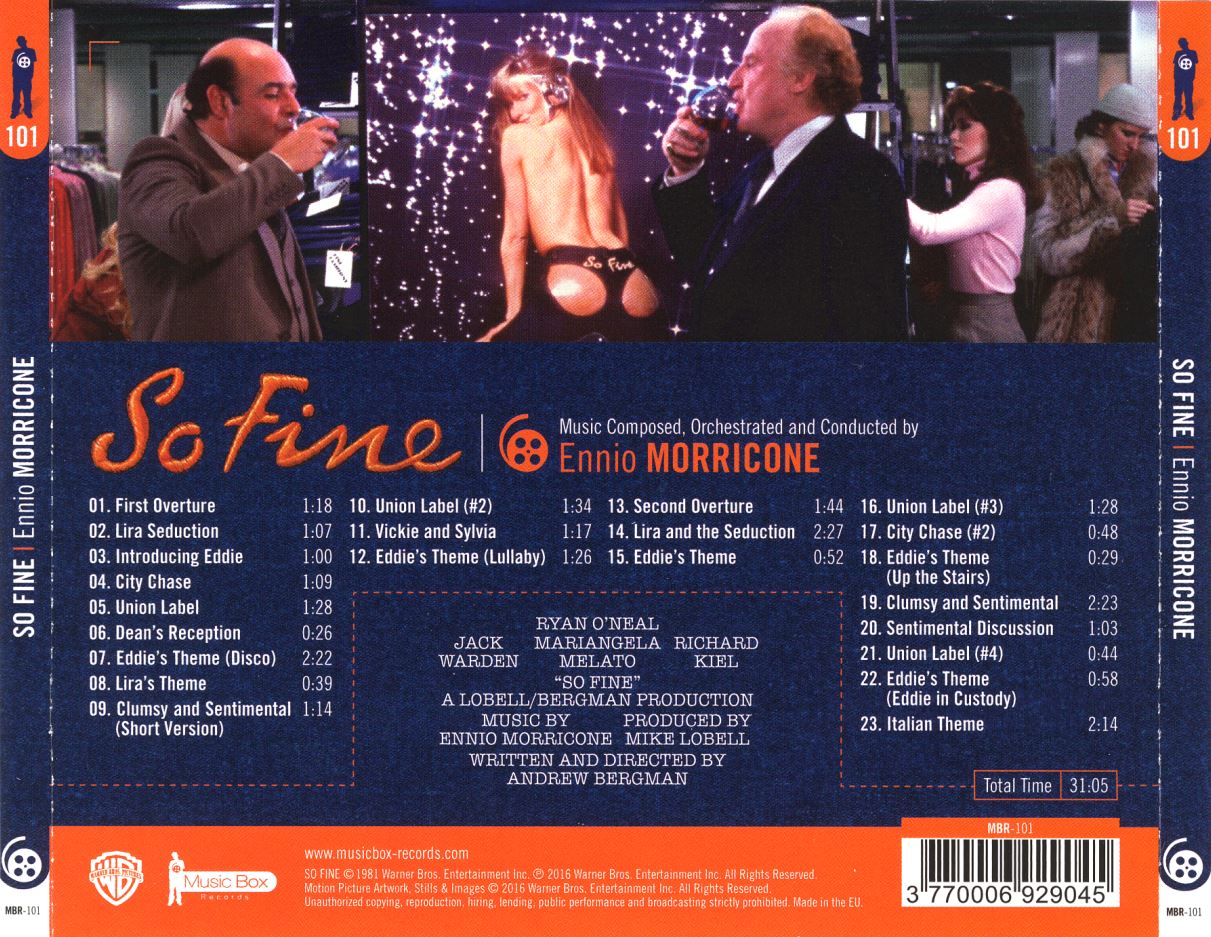 101
SO FINE | Ennio MORRICONE
MBR-101
So Fine
So Fine
Music Composed, Orchestrated and Conducted by
Ennio MORRICONE
01. First Overture 1:18
02. Lira Seduction 1:07
03. Introducing Eddie 1:00
04. City Chase 1:09
05. Union Label 1:28
06. Dean's Reception 0:26
07. Eddie's Theme (Disco) 2:22
08. Lira's Theme 0:39
09. Clumsy and Sentimental 1:14
(Short Version)
10. Union Label (#2) 1:34
11. Vickie and Sylvia 1:17
12. Eddie's Theme (Lullaby) 1:26
13. Second Overture 1:44
14. Lira and the Seduction 2:27
15. Eddie's Theme 0:52
16. Union Label (#3) 1:28
17. City Chase (#2) 0:48
18. Eddie's Theme 0:29
(Up the Stairs)
19. Clumsy and Sentimental 2:23
20. Sentimental Discussion 1:03
21. Union Label (#4) 0:44
22. Eddie's Theme 0:58
(Eddie in Custody)
23. Italian Theme 2:14
RYAN O'NEAL
JACK MARIANGELA RICHARD
WARDEN MELATO KIEL
"SO FINE"
A LOBELL/BERGMAN PRODUCTION
MUSIC BY PRODUCED BY
ENNIO MORRICONE MIKE LOBELL
WRITTEN AND DIRECTED BY
ANDREW BERGMAN
Total Time 31:05
WB
Music Box
Records
www.musicbox-records.com
SO FINE © 1981 Warner Bros. Entertainment Inc. ℗ 2016 Warner Bros. Entertainment Inc. All Rights Reserved.
Motion Picture Artwork, Stills & Images © 2016 Warner Bros. Entertainment Inc. All Rights Reserved.
Unauthorized copying, reproduction, hiring, lending, public performance and broadcasting strictly prohibited. Made in the EU.
MBR-101
3 770006 929045
101
SO FINE | Ennio MORRICONE
MBR-101